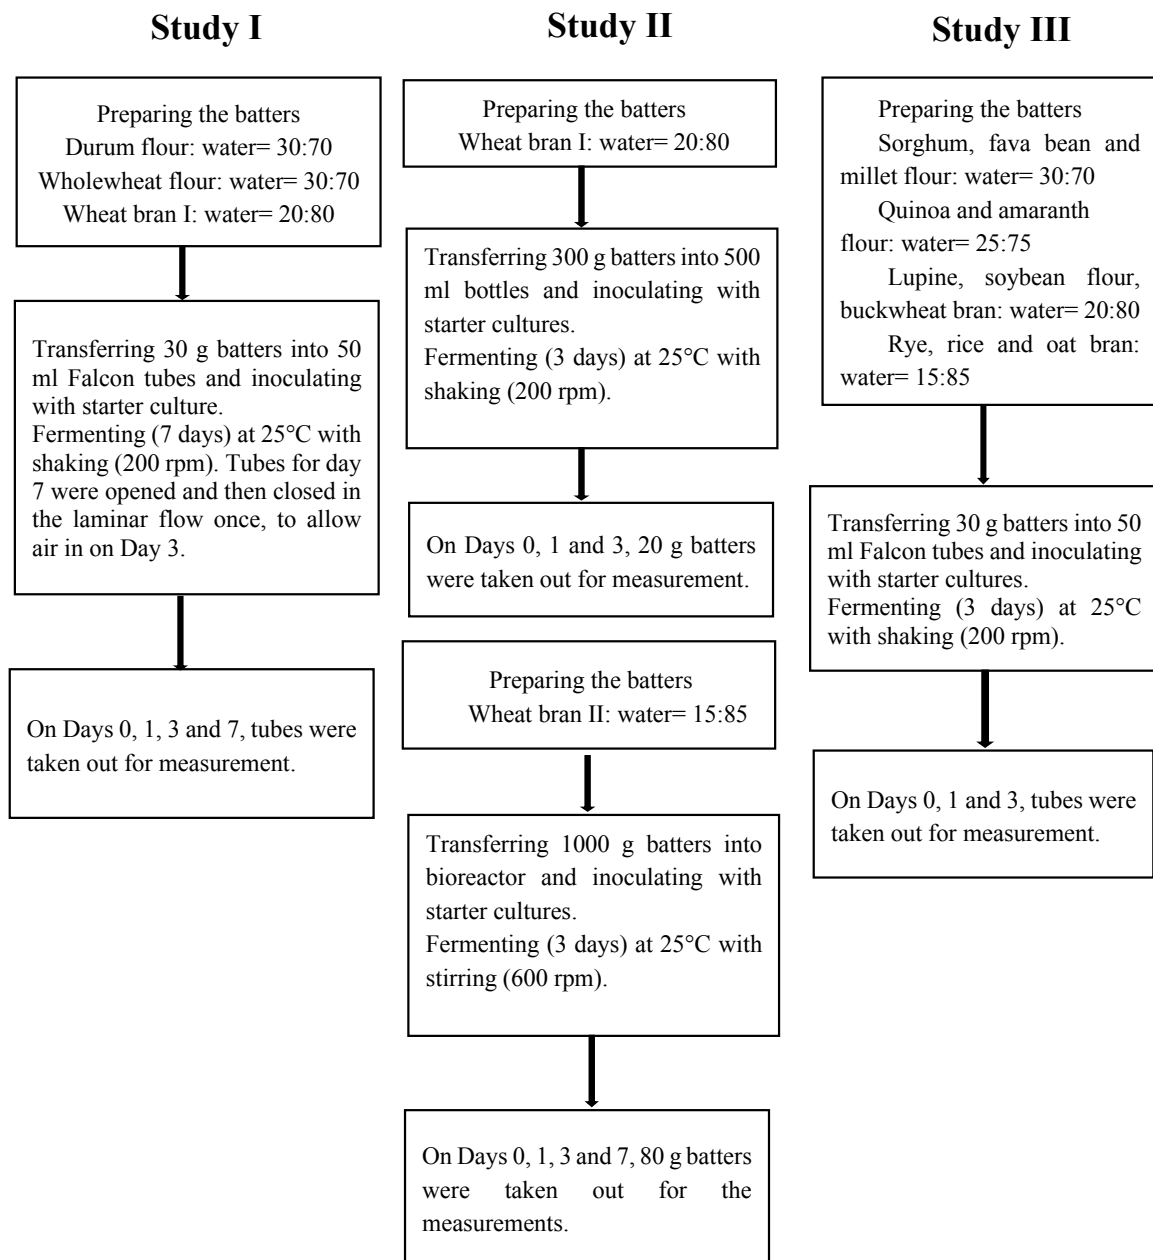 Study I
Preparing the batters
Durum flour: water= 30:70
Wholewheat flour: water= 30:70
Wheat bran I: water= 20:80
Transferring 30 g batters into 50
ml Falcon tubes and inoculating
with starter culture.
Fermenting (7 days) at 25°C with
shaking (200 rpm). Tubes for day
7 were opened and then closed in
the laminar flow once, to allow
air in on Day 3.
On Days 0, 1, 3 and 7, tubes were
taken out for measurement.
Study II
Preparing the batters
Wheat bran I: water= 20:80
Transferring 300 g batters into 500
ml bottles and inoculating with
starter cultures.
Fermenting (3 days) at 25°C with
shaking (200 rpm).
On Days 0, 1 and 3, 20 g batters
were taken out for measurement.
Preparing the batters
Wheat bran II: water= 15:85
Transferring 1000 g batters into
bioreactor and inoculating with
starter cultures.
Fermenting (3 days) at 25°C with
stirring (600 rpm).
On Days 0, 1, 3 and 7, 80 g batters
were taken out for the
measurements.
Study III
Preparing the batters
Sorghum, fava bean and
millet flour: water= 30:70
Quinoa and amaranth
flour: water= 25:75
Lupine, soybean flour,
buckwheat bran: water= 20:80
Rye, rice and oat bran:
water= 15:85
Transferring 30 g batters into 50
ml Falcon tubes and inoculating
with starter cultures.
Fermenting (3 days) at 25°C
with shaking (200 rpm).
On Days 0, 1 and 3, tubes were
taken out for measurement.